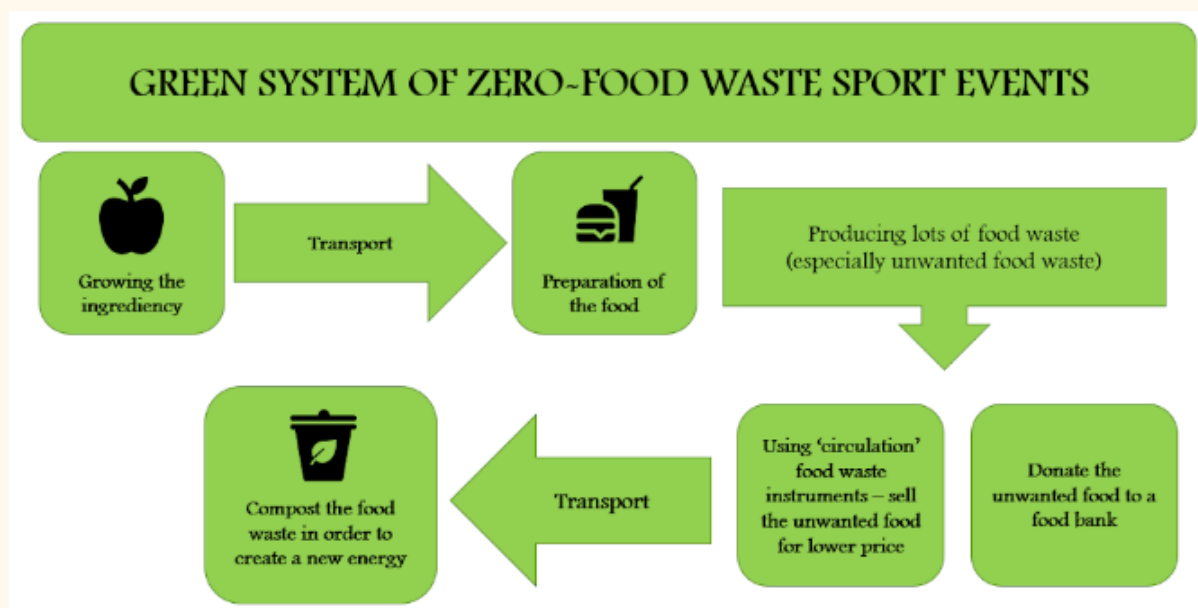 GREEN SYSTEM OF ZERO-FOOD WASTE SPORT EVENTS
Growing the
ingrediency
Transport
Preparation of
the food
Producing lots of food waste
(especially unwanted food waste)
Using ‘circulation’
food waste
instruments – sell
the unwanted food
for lower price
Donate the
unwanted food to a
food bank
Transport
Compost the food
waste in order to
create a new energy